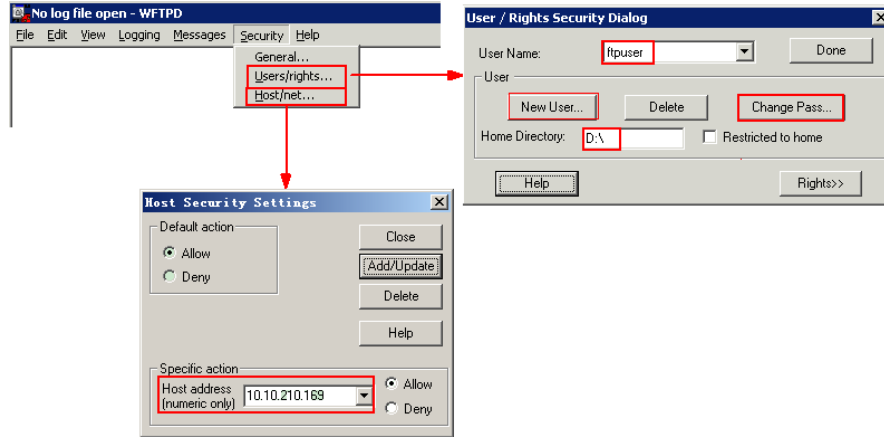 No log file open - WFTPD
File Edit View Logging Messages Security Help
General...
Users/rights...
Host/net...
User / Rights Security Dialog
User Name: ftpuser Done
User
New User... Delete Change Pass...
Home Directory: D:\ Restricted to home
Help Rights>>
Host Security Settings
Default action
Allow
Deny
Close
Add/Update
Delete
Help
Specific action
Host address
(numeric only) 10.10.210.169
Allow
Deny